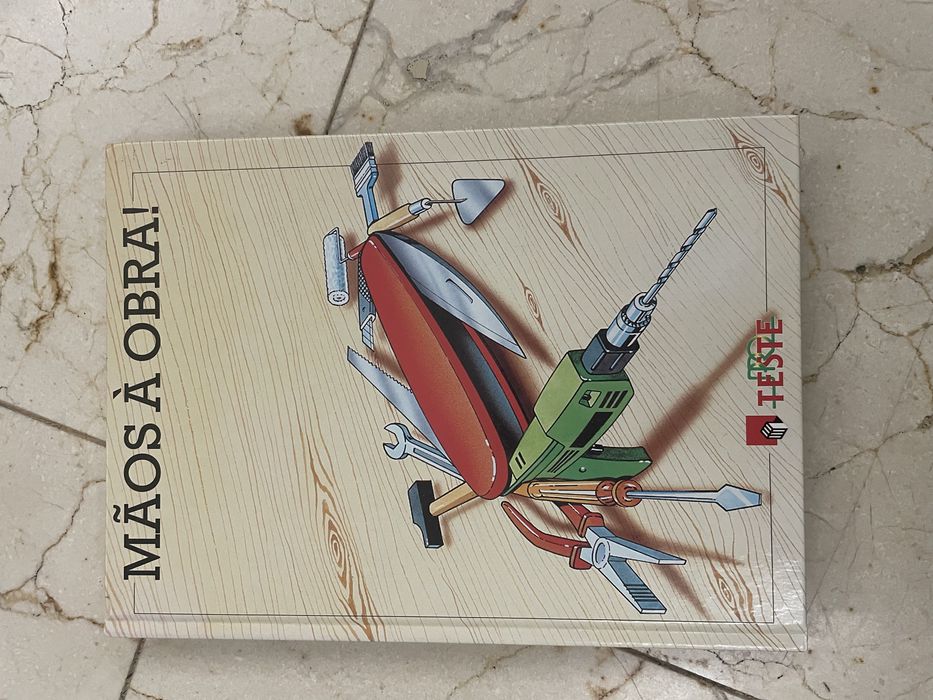 MÃOS À OBRA!
PRO
TESTE